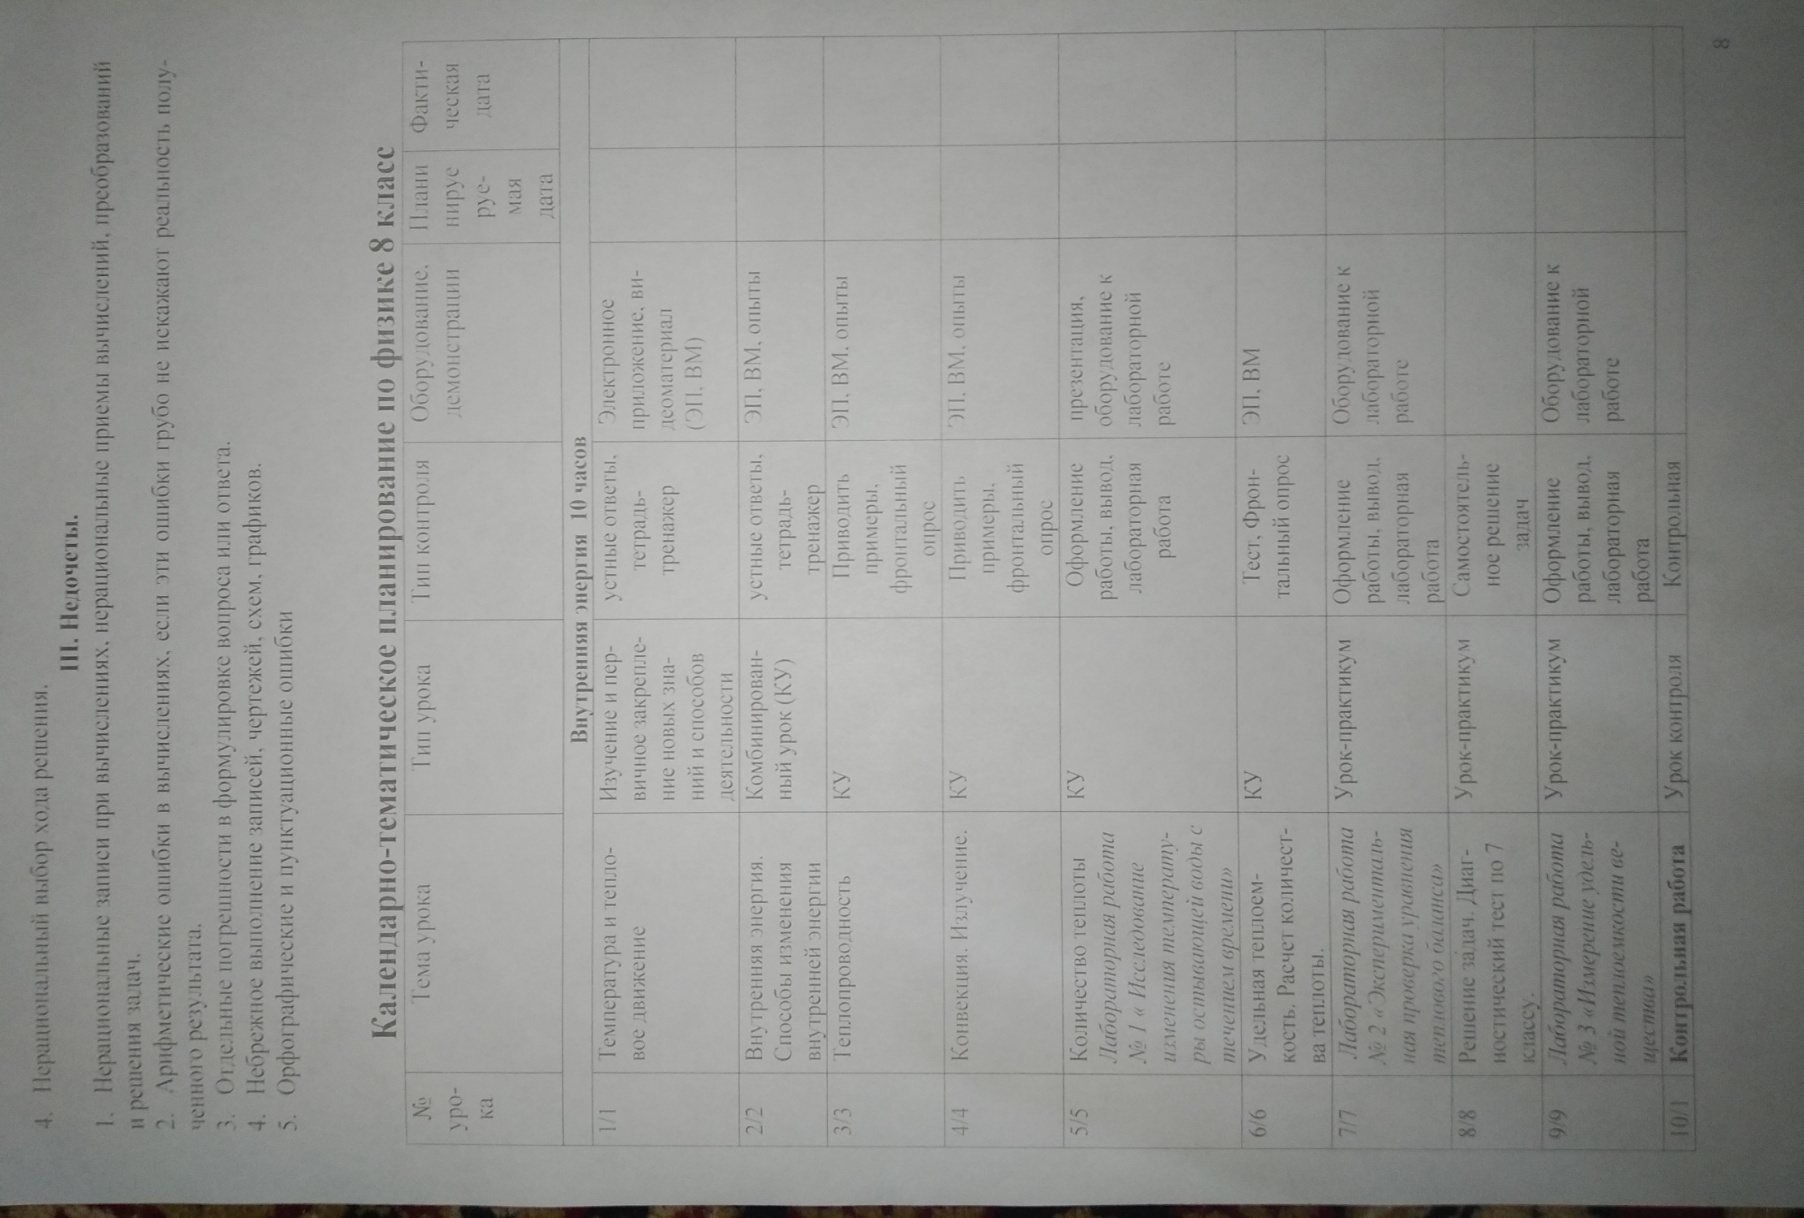 4. Нерациональный выбор хода решения.
III. Недочеты.
1. Нерациональные записи при вычислениях, нерациональные приемы вычислений, преобразований
и решения задач.
2. Арифметические ошибки в вычислениях, если эти ошибки грубо не искажают реальность полу-
ченного результата.
3. Отдельные погрешности в формулировке вопроса или ответа.
4. Небрежное выполнение записей, чертежей, схем, графиков.
5. Орфографические и пунктуационные ошибки
Календарно-тематическое планирование по физике 8 класс
№
уро-
ка
Тема урока
Тип урока
Тип контроля
Оборудование,
демонстрации
Плани
нируе
руе-
мая
дата
Факти-
ческая
дата
Внутренняя энергия 10 часов
1/1
Температура и тепло-
вое движение
Изучение и пер-
вичное закрепле-
ние новых зна-
ний и способов
деятельности
устные ответы,
тетрадь-
тренажер
Электронное
приложение, ви-
деоматериал
(ЭП, ВМ)
2/2
Внутренняя энергия.
Способы изменения
внутренней энергии
Комбинирован-
ный урок (КУ)
устные ответы,
тетрадь-
тренажер
ЭП, ВМ, опыты
3/3
Теплопроводность
КУ
Приводить
примеры,
фронтальный
опрос
ЭП, ВМ, опыты
4/4
Конвекция. Излучение.
КУ
Приводить
примеры,
фронтальный
опрос
ЭП, ВМ, опыты
5/5
Количество теплоты
Лабораторная работа
№ 1 « Исследование
изменения температу-
ры остывающей воды с
течением времени»
КУ
Оформление
работы, вывод,
лабораторная
работа
презентация,
оборудование к
лабораторной
работе
6/6
Удельная теплоем-
кость. Расчет количест-
ва теплоты.
КУ
Тест, Фрон-
тальный опрос
ЭП, ВМ
7/7
Лабораторная работа
№ 2 «Эксперименталь-
ная проверка уравнения
теплового баланса»
Урок-практикум
Оформление
работы, вывод,
лабораторная
работа
Оборудование к
лабораторной
работе
8/8
Решение задач. Диаг-
ностический тест по 7
классу.
Урок-практикум
Самостоятель-
ное решение
задач
9/9
Лабораторная работа
№ 3 «Измерение удель-
ной теплоемкости ве-
щества»
Урок-практикум
Оформление
работы, вывод,
лабораторная
работа
Оборудование к
лабораторной
работе
10/1
Контрольная работа
Урок контроля
Контрольная
8